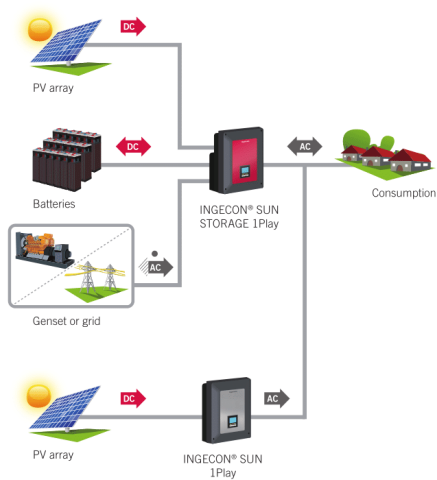 DC
PV array
DC
AC
Batteries
Consumption
INGECON® SUN
STORAGE 1Play
AC
Genset or grid
DC
AC
PV array
INGECON® SUN
1Play